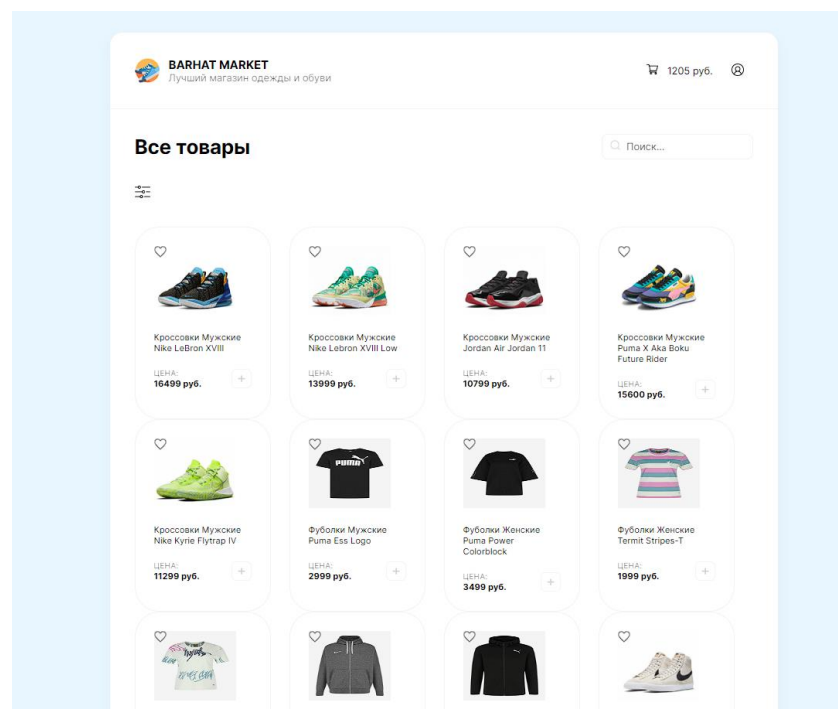 BARHAT MARKET
Лучший магазин одежды и обуви
1205 руб.
Все товары
Поиск...
Кроссовки Мужские
Nike LeBron XVIII
ЦЕНА:
16499 руб.
Кроссовки Мужские
Nike Lebron XVIII Low
ЦЕНА:
13999 руб.
Кроссовки Мужские
Jordan Air Jordan 11
ЦЕНА:
10799 руб.
Кроссовки Мужские
Puma X Aka Boku
Future Rider
ЦЕНА:
15600 руб.
Кроссовки Мужские
Nike Kyrie Flytrap IV
ЦЕНА:
11299 руб.
PUMA
Футболки Мужские
Puma Ess Logo
ЦЕНА:
2999 руб.
Футболки Женские
Puma Power
Colorblock
ЦЕНА:
3499 руб.
Футболки Женские
Termit Stripes-T
ЦЕНА:
1999 руб.